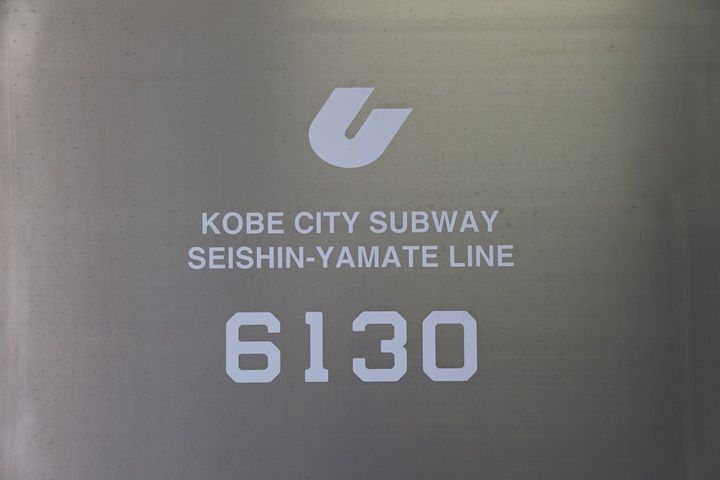 KOBE CITY SUBWAY
SEISHIN-YAMATE LINE
6130